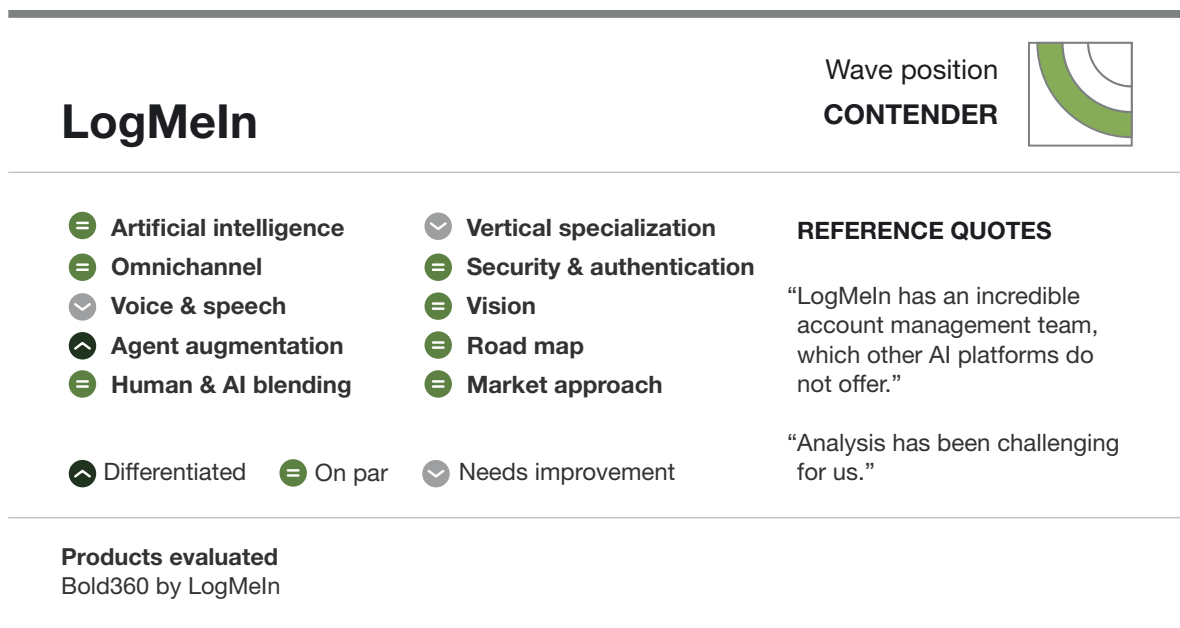 LogMeIn
Wave position
CONTENDER
Artificial intelligence
Omnichannel
Voice & speech
Agent augmentation
Human & AI blending
Vertical specialization
Security & authentication
Vision
Road map
Market approach
Differentiated
On par
Needs improvement
REFERENCE QUOTES
“LogMeIn has an incredible
account management team,
which other AI platforms do
not offer.”
“Analysis has been challenging
for us.”
Products evaluated
Bold360 by LogMeIn